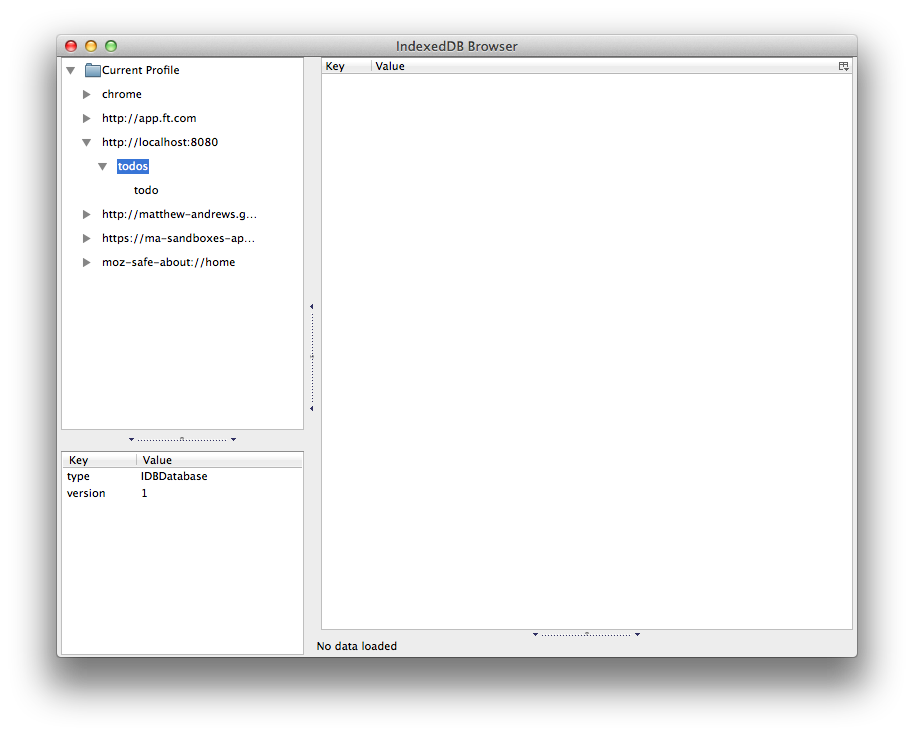 IndexedDB Browser
Current Profile
chrome
http://app.ft.com
http://localhost:8080
todos
todo
http://matthew-andrews.g...
https://ma-sandboxes-ap...
moz-safe-about://home
Key Value
type IDBDatabase
version 1
Key Value
No data loaded